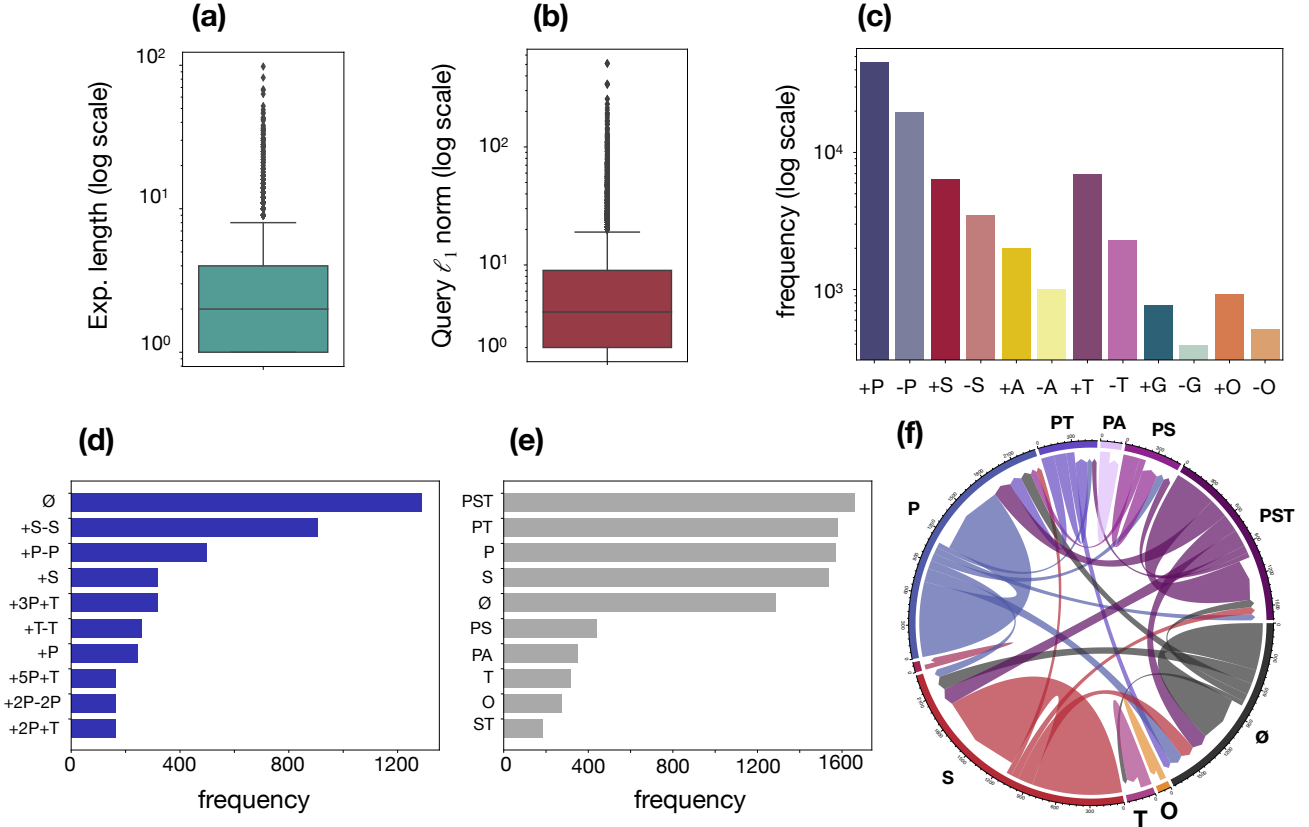 (a)
(b)
(c)
Exp. length (log scale)
10²
10¹
10⁰
Query ℓ₁ norm (log scale)
10²
10¹
10⁰
frequency (log scale)
10⁴
10³
+P -P +S -S +A -A +T -T +G -G +O -O
(d)
Ø
+S-S
+P-P
+S
+3P+T
+T-T
+P
+5P+T
+2P-2P
+2P+T
0 400 800 1200
frequency
(e)
PST
PT
P
S
Ø
PS
PA
T
O
ST
0 400 800 1200 1600
frequency
(f)
PT
PA
PS
P
PST
Ø
S
T
O